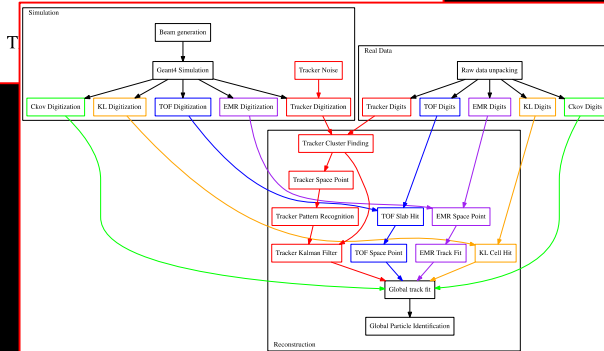 Simulation
Beam generation
T
Real Data
Geant4 Simulation
Tracker Noise
Raw data unpacking
Ckov Digitization
KL Digitization
TOF Digitization
EMR Digitization
Tracker Digitization
Tracker Digits
TOF Digits
EMR Digits
KL Digits
Ckov Digits
Tracker Cluster Finding
Tracker Space Point
Tracker Pattern Recognition
TOF Slab Hit
EMR Space Point
Tracker Kalman Filter
TOF Space Point
EMR Track Fit
KL Cell Hit
Global track fit
Global Particle Identification
Reconstruction